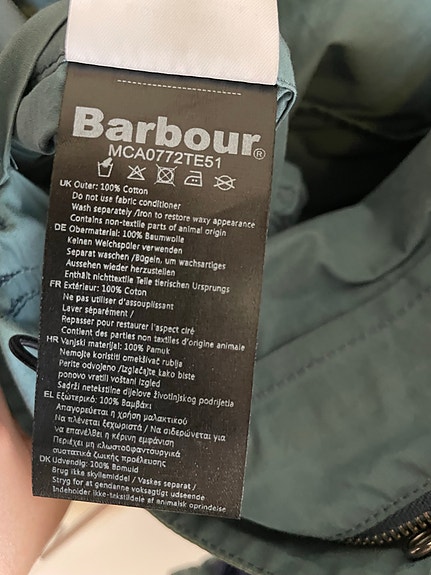 Barbour®
MCA0772TE51
UK Outer: 100% Cotton
Do not use fabric conditioner
Wash separately /Iron to restore waxy appearance
Contains non-textile parts of animal origin
DE Obermaterial: 100% Baumwolle
Keinen Weichspüler verwenden
Separat waschen /Bügeln, um wachsartiges
Aussehen wieder herzustellen
Enthält nichttextile Teile tierischen Ursprungs
FR Extérieur: 100% Coton
Ne pas utiliser d'assouplissant
Laver séparément /
Repasser pour restaurer l'aspect ciré
Contient des parties non textiles d'origine animale
HR Vanjski materijal: 100% Pamuk
Nemojte koristiti omekšivač rublja
Perite odvojeno /Izglačajte kako biste
ponovo vratili voštani izgled
Sadrži netekstilne dijelove životinjskog podrijetla
EL Εξωτερικό: 100% Βαμβάκι
Απαγορεύεται η χρήση μαλακτικού
Να πλένεται ξεχωριστά / Να σιδερώνεται για
να επανέλθει η κέρινη εμφάνιση
Περιέχει μη κλωστοϋφαντουργικά
συστατικά ζωικής προέλευσης
DK Udvendig: 100% Bomuld
Brug ikke skyllemiddel / Vaskes separat /
Stryg for at gendanne voksagtigt udseende
Indeholder ikke-tekstildele af animalsk oprindelse